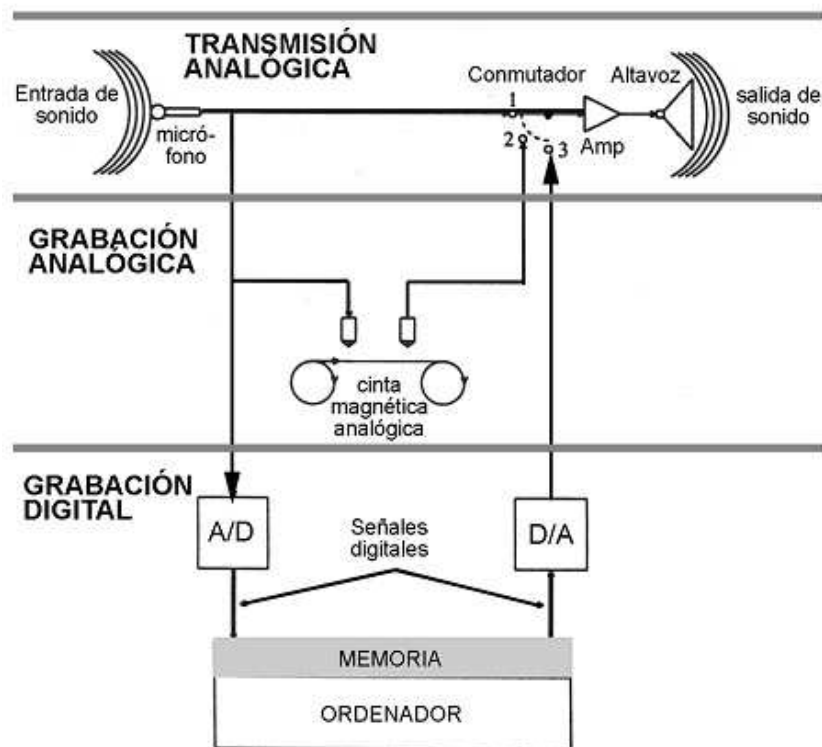 TRANSMISIÓN
ANALÓGICA
Entrada de
sonido
micró-
fono
Conmutador
1
2
3
Amp
Altavoz
salida de
sonido
GRABACIÓN
ANALÓGICA
cinta
magnética
analógica
GRABACIÓN
DIGITAL
A/D
Señales
digitales
D/A
MEMORIA
ORDENADOR